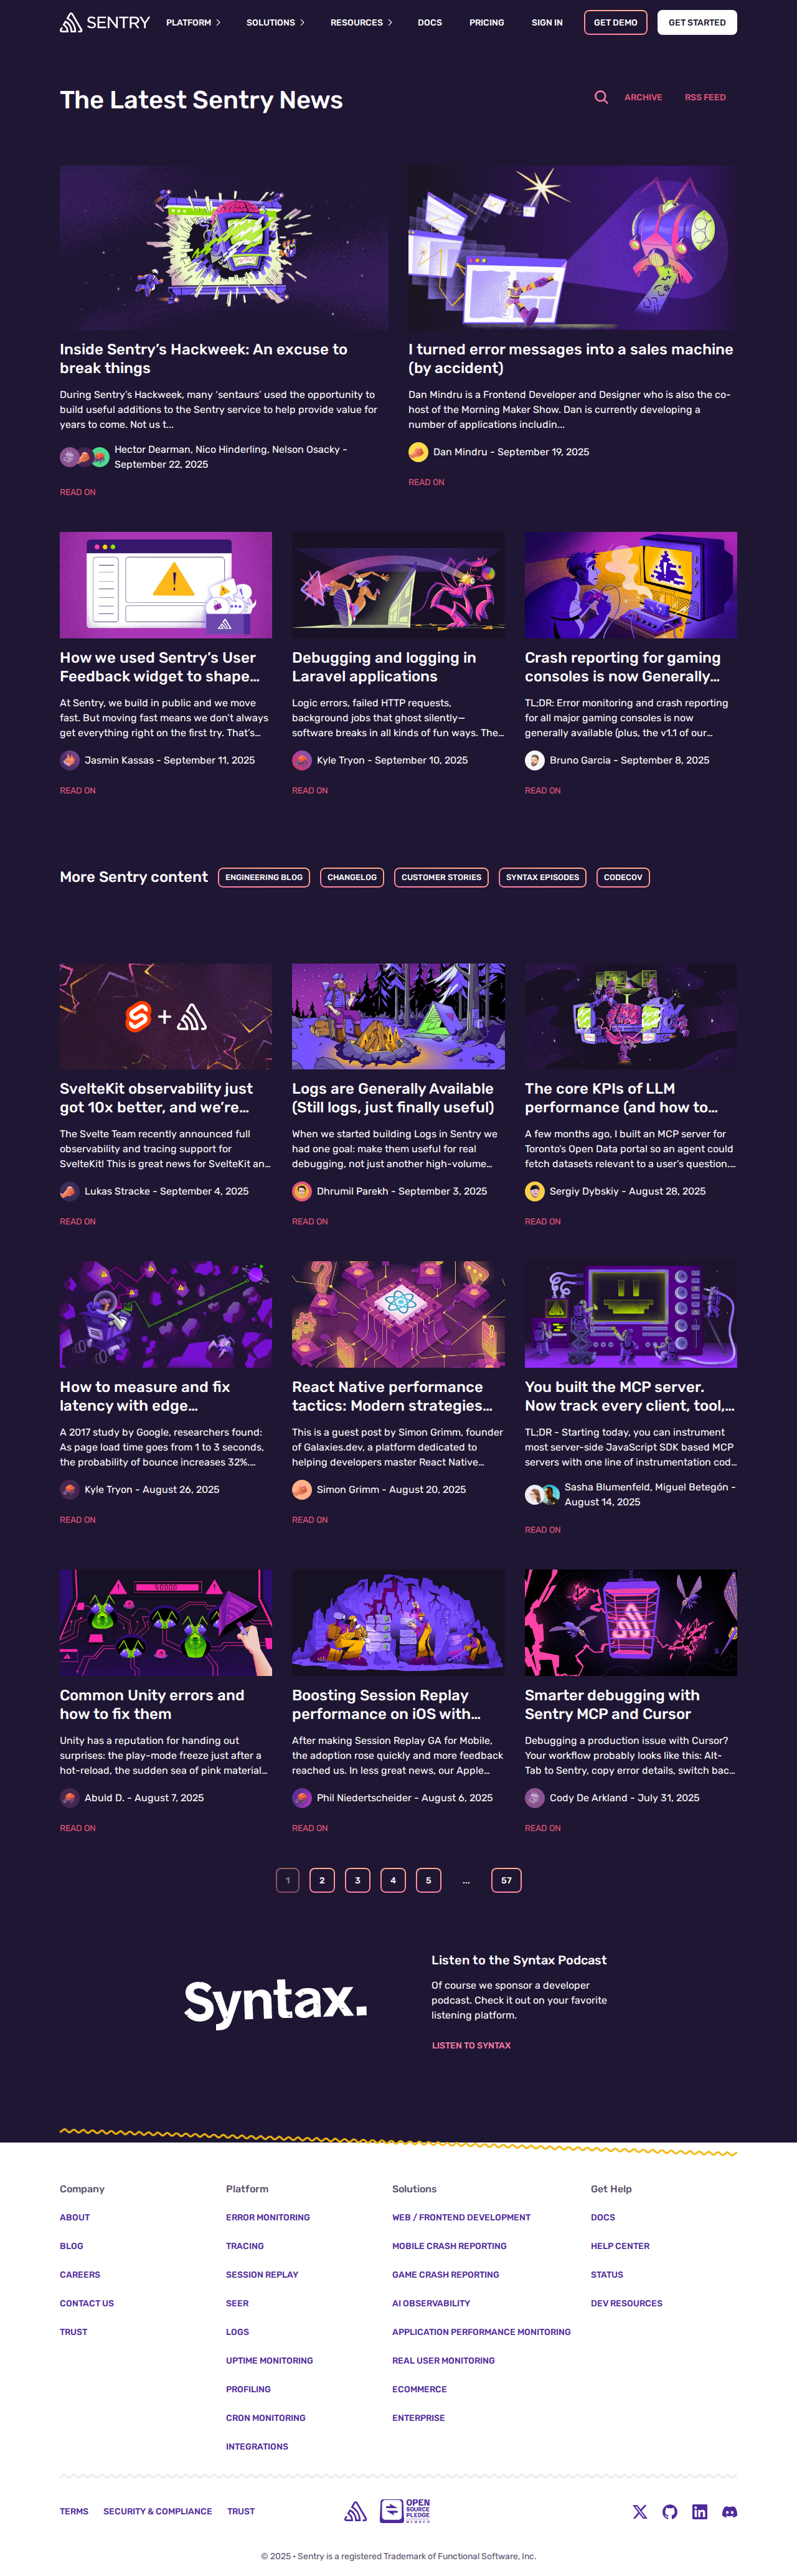 SENTRY
PLATFORM
SOLUTIONS
RESOURCES
DOCS
PRICING
SIGN IN
GET DEMO
GET STARTED
The Latest Sentry News
ARCHIVE
RSS FEED
Inside Sentry's Hackweek: An excuse to
break things
During Sentry's Hackweek, many 'sentaurs' used the opportunity to
build useful additions to the Sentry service to help provide value for
years to come. Not us t...
Hector Dearman, Nico Hinderling, Nelson Osacky -
September 22, 2025
READ ON
I turned error messages into a sales machine
(by accident)
Dan Mindru is a Frontend Developer and Designer who is also the co-
host of the Morning Maker Show. Dan is currently developing a
number of applications includin...
Dan Mindru - September 19, 2025
READ ON
How we used Sentry's User
Feedback widget to shape...
At Sentry, we build in public and we move
fast. But moving fast means we don't always
get everything right on the first try. That's...
Jasmin Kassas - September 11, 2025
READ ON
Debugging and logging in
Laravel applications
Logic errors, failed HTTP requests,
background jobs that ghost silently—
software breaks in all kinds of fun ways. The...
Kyle Tryon - September 10, 2025
READ ON
Crash reporting for gaming
consoles is now Generally...
TL;DR: Error monitoring and crash reporting
for all major gaming consoles is now
generally available (plus, the v1.1 of our...
Bruno Garcia - September 8, 2025
READ ON
More Sentry content
ENGINEERING BLOG
CHANGELOG
CUSTOMER STORIES
SYNTAX EPISODES
CODECOV
SvelteKit observability just
got 10x better, and we're...
The Svelte Team recently announced full
observability and tracing support for
SvelteKit! This is great news for SvelteKit an...
Lukas Stracke - September 4, 2025
READ ON
Logs are Generally Available
(Still logs, just finally useful)
When we started building Logs in Sentry we
had one goal: make them useful for real
debugging, not just another high-volume...
Dhrumil Parekh - September 3, 2025
READ ON
The core KPIs of LLM
performance (and how to...
A few months ago, I built an MCP server for
Toronto's Open Data portal so an agent could
fetch datasets relevant to a user's question....
Sergiy Dybskiy - August 28, 2025
READ ON
How to measure and fix
latency with edge...
A 2017 study by Google, researchers found:
As page load time goes from 1 to 3 seconds,
the probability of bounce increases 32%....
Kyle Tryon - August 26, 2025
READ ON
React Native performance
tactics: Modern strategies...
This is a guest post by Simon Grimm, founder
of Galaxies.dev, a platform dedicated to
helping developers master React Native...
Simon Grimm - August 20, 2025
READ ON
You built the MCP server.
Now track every client, tool,...
TL;DR - Starting today, you can instrument
most server-side JavaScript SDK based MCP
servers with one line of instrumentation cod...
Sasha Blumenfeld, Miguel Betegón -
August 14, 2025
READ ON
Common Unity errors and
how to fix them
Unity has a reputation for handing out
surprises: the play-mode freeze just after a
hot-reload, the sudden sea of pink material...
Abuld D. - August 7, 2025
READ ON
Boosting Session Replay
performance on iOS with...
After making Session Replay GA for Mobile,
the adoption rose quickly and more feedback
reached us. In less great news, our Apple...
Phil Niedertscheider - August 6, 2025
READ ON
Smarter debugging with
Sentry MCP and Cursor
Debugging a production issue with Cursor?
Your workflow probably looks like this: Alt-
Tab to Sentry, copy error details, switch bac...
Cody De Arkland - July 31, 2025
READ ON
1
2
3
4
5
...
57
Syntax.
Listen to the Syntax Podcast
Of course we sponsor a developer
podcast. Check it out on your favorite
listening platform.
LISTEN TO SYNTAX
Company
ABOUT
BLOG
CAREERS
CONTACT US
TRUST
Platform
ERROR MONITORING
TRACING
SESSION REPLAY
SEER
LOGS
UPTIME MONITORING
PROFILING
CRON MONITORING
INTEGRATIONS
Solutions
WEB / FRONTEND DEVELOPMENT
MOBILE CRASH REPORTING
GAME CRASH REPORTING
AI OBSERVABILITY
APPLICATION PERFORMANCE MONITORING
REAL USER MONITORING
ECOMMERCE
ENTERPRISE
Get Help
DOCS
HELP CENTER
STATUS
DEV RESOURCES
TERMS
SECURITY & COMPLIANCE
TRUST
OPEN
SOURCE
PLEDGE
MEMBER
© 2025 • Sentry is a registered Trademark of Functional Software, Inc.